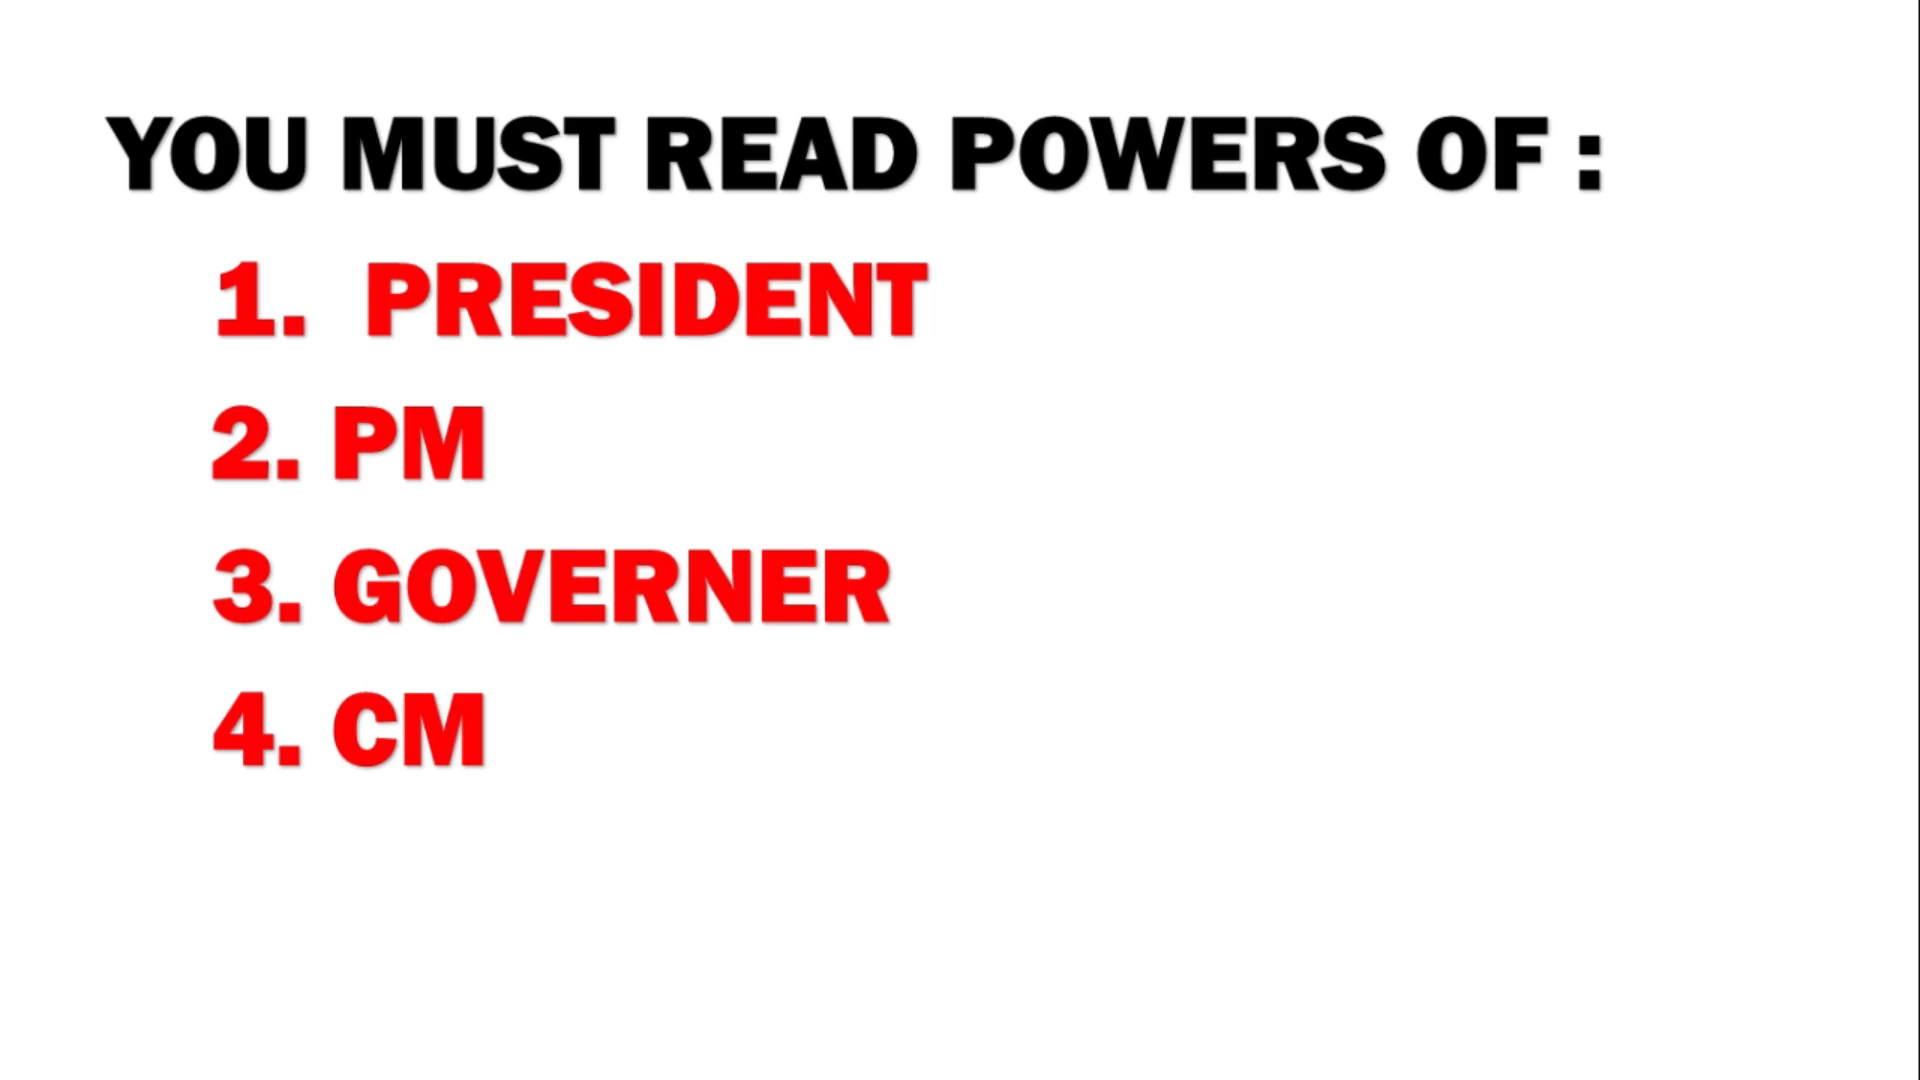 YOU MUST READ POWERS OF :
1. PRESIDENT
2. PM
3. GOVERNER
4. CM